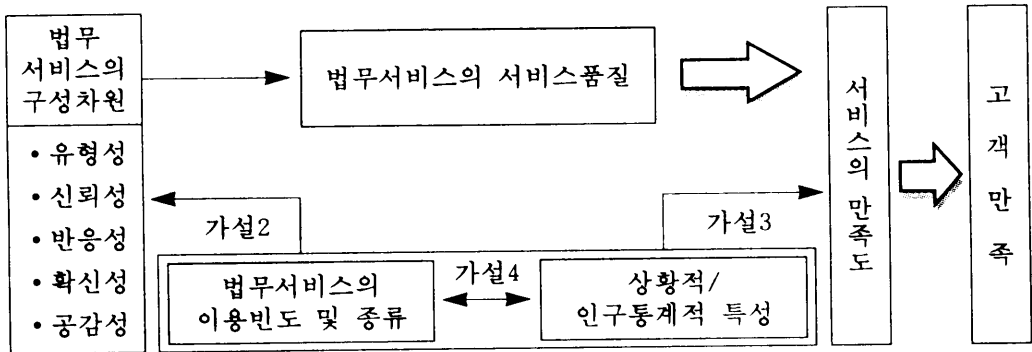 법무
서비스의
구성차원
• 유형성
• 신뢰성
• 반응성
• 확신성
• 공감성
법무서비스의 서비스품질
가설2
가설3
법무서비스의
이용빈도 및 종류
가설4
상황적/
인구통계적 특성
서비스의 만족도
고객만족